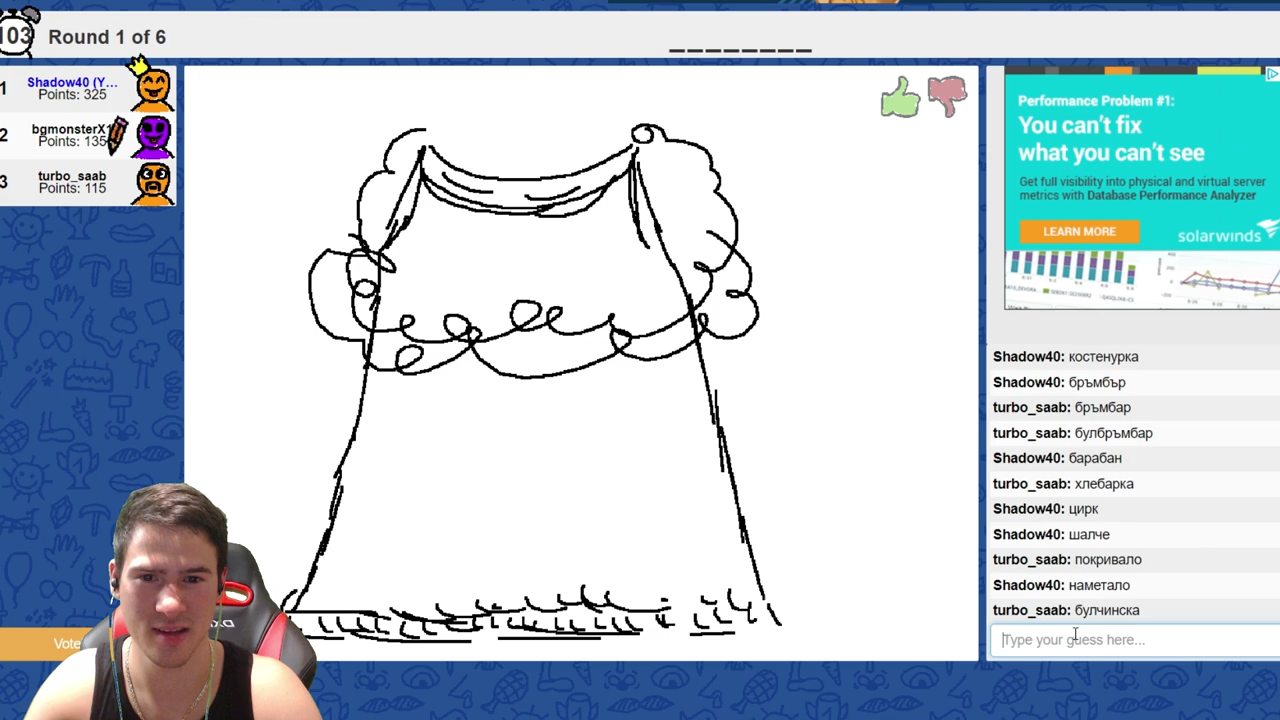 103
Round 1 of 6
________
1
Shadow40 (Y...
Points: 325
2
bgmonsterX1
Points: 135
3
turbo_saab
Points: 115
Performance Problem #1:
You can't fix
what you can't see
Get full visibility into physical and virtual server
metrics with Database Performance Analyzer
LEARN MORE
solarwinds
Shadow40: костенурка
Shadow40: бръмбър
turbo_saab: бръмбар
turbo_saab: булбръмбар
Shadow40: барабан
turbo_saab: хлебарка
Shadow40: цирк
Shadow40: шалче
turbo_saab: покривало
Shadow40: наметало
turbo_saab: булчинска
Type your guess here...
Vote